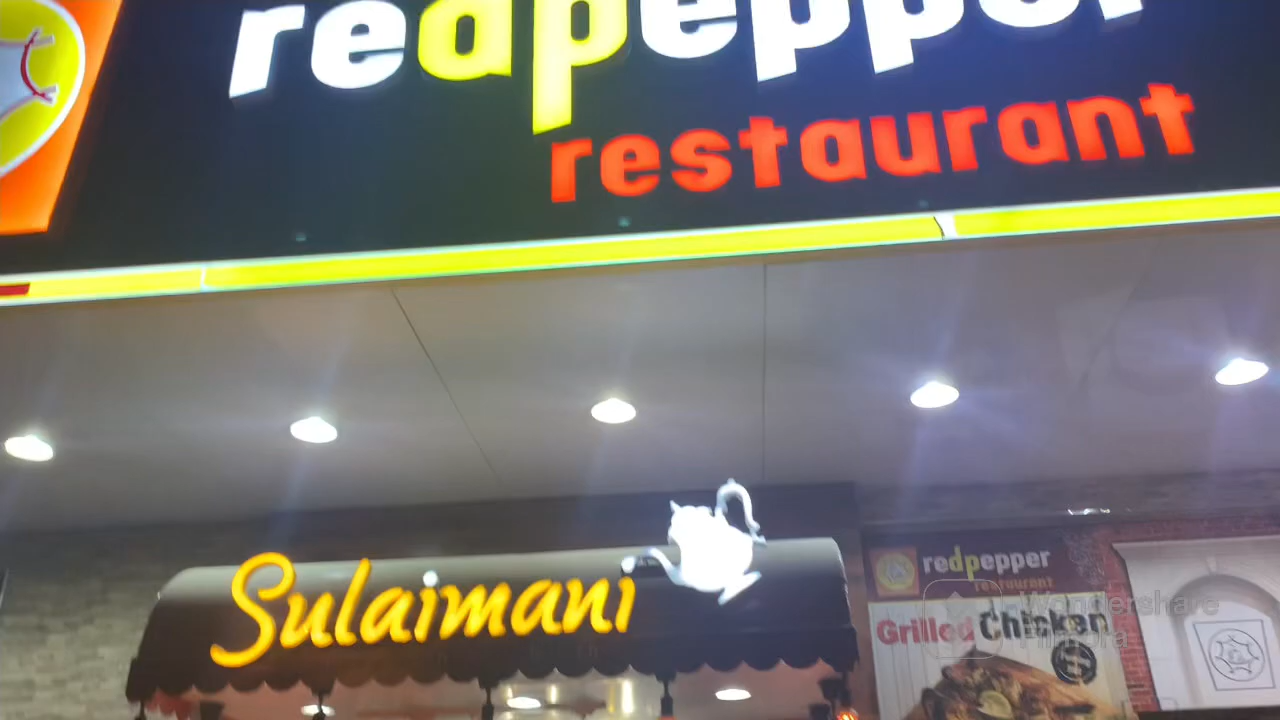 redpepper
restaurant
Sulaimani
redpepper
restaurant
Grilled Chicken
Wondershare
Filmora